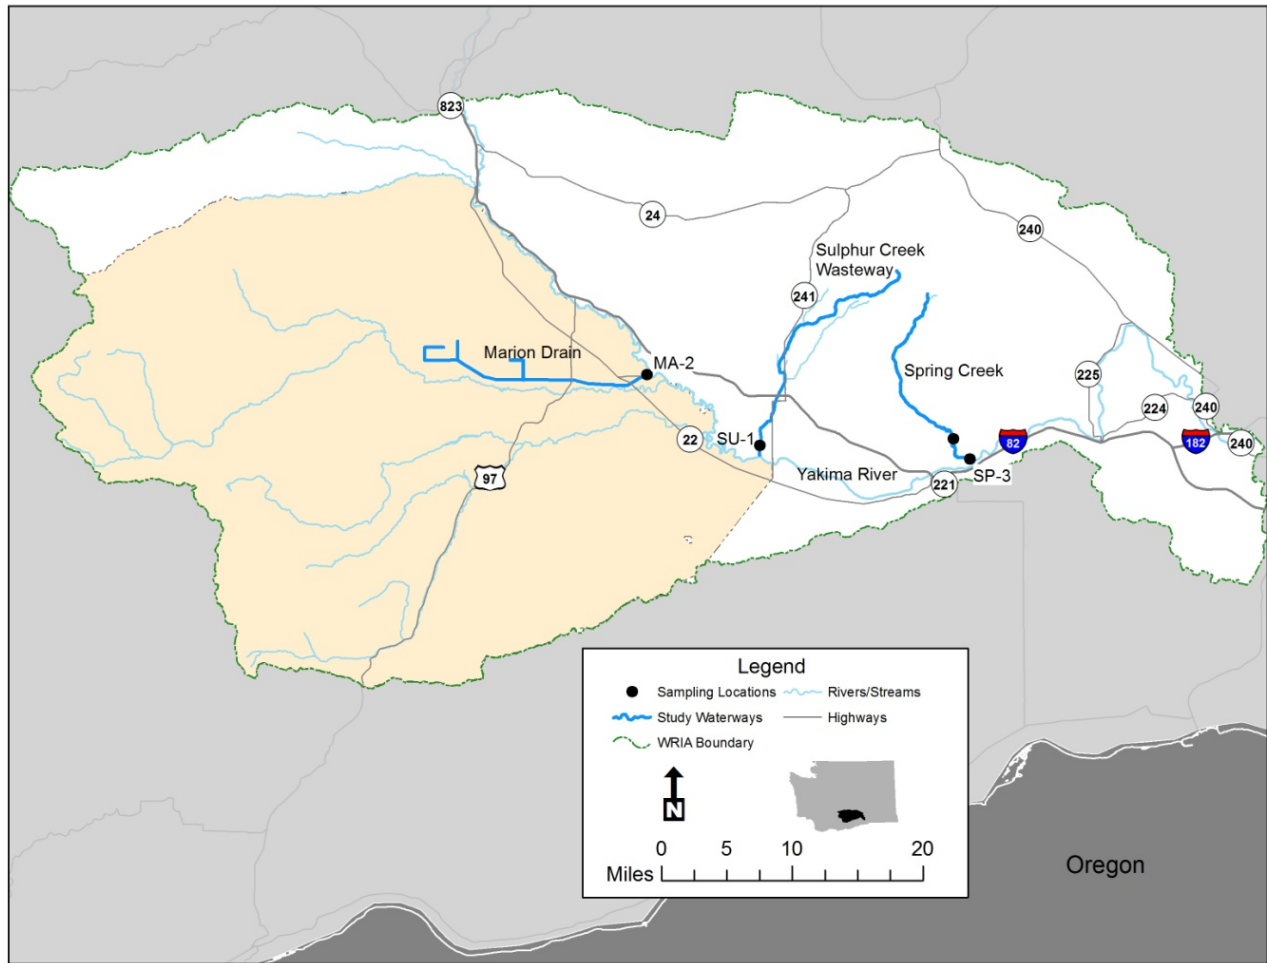 823
24
240
Sulphur Creek
Wasteway
241
Marion Drain
MA-2
Spring Creek
225
224
240
SU-1
22
82
182
240
97
Yakima River
SP-3
221
Legend
Sampling Locations
Rivers/Streams
Study Waterways
Highways
WRIA Boundary
N
0 5 10 20
Miles
Oregon